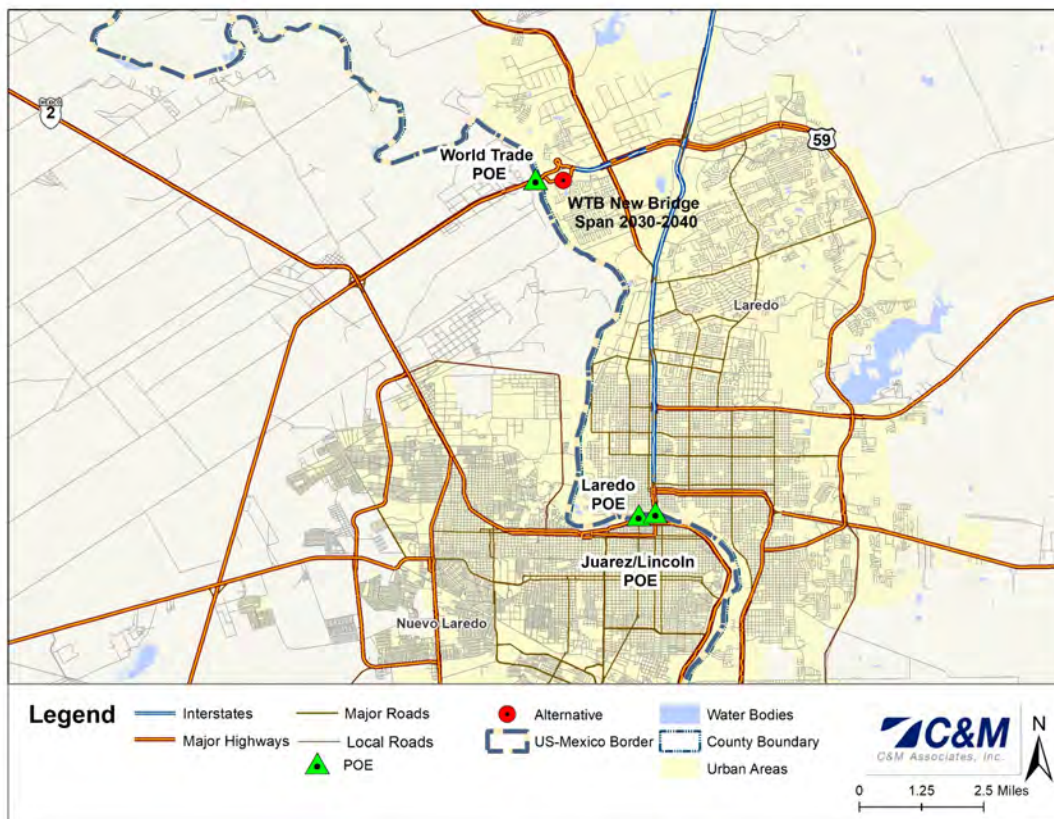 2
59
World Trade
POE
WTB New Bridge
Span 2030-2040
Laredo
Laredo
POE
Juarez/Lincoln
POE
Nuevo Laredo
Legend
Interstates
Major Highways
Major Roads
Local Roads
POE
Alternative
US-Mexico Border
Water Bodies
County Boundary
Urban Areas
C&M
C&M Associates, Inc.
N
0 1.25 2.5 Miles